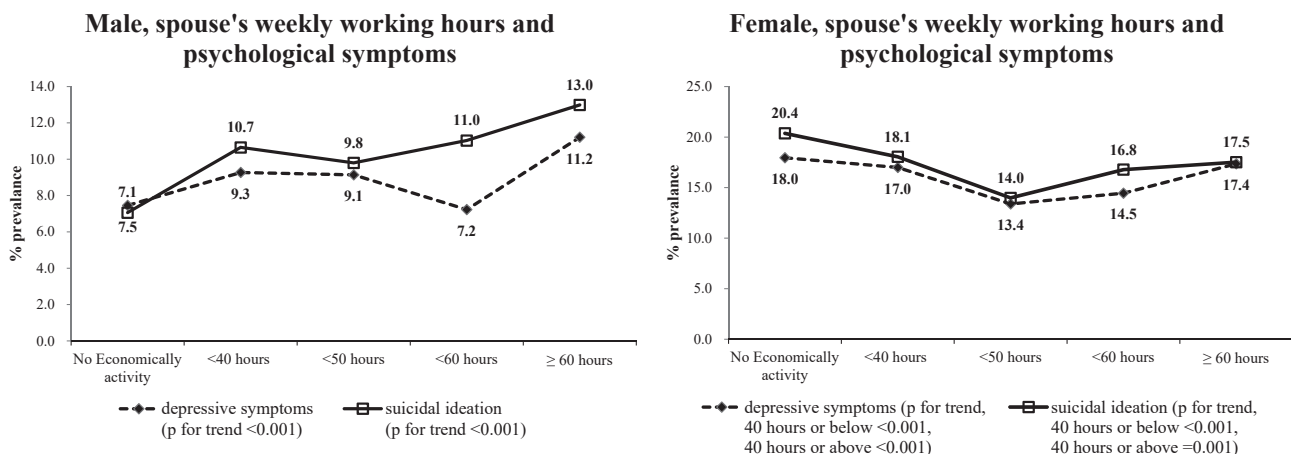 Male, spouse's weekly working hours and
psychological symptoms
14.0
12.0
10.0
8.0
6.0
4.0
2.0
0.0
% prevalance
7.1
10.7
9.8
11.0
13.0
7.5
9.3
9.1
7.2
11.2
No Economically
activity
<40 hours
<50 hours
<60 hours
≥ 60 hours
depressive symptoms
(p for trend <0.001)
suicidal ideation
(p for trend <0.001)
Female, spouse's weekly working hours and
psychological symptoms
25.0
20.0
15.0
10.0
5.0
0.0
% prevalance
20.4
18.1
14.0
16.8
17.5
18.0
17.0
13.4
14.5
17.4
No Economically
activity
<40 hours
<50 hours
<60 hours
≥ 60 hours
depressive symptoms (p for trend,
40 hours or below <0.001,
40 hours or above <0.001)
suicidal ideation (p for trend,
40 hours or below <0.001,
40 hours or above =0.001)